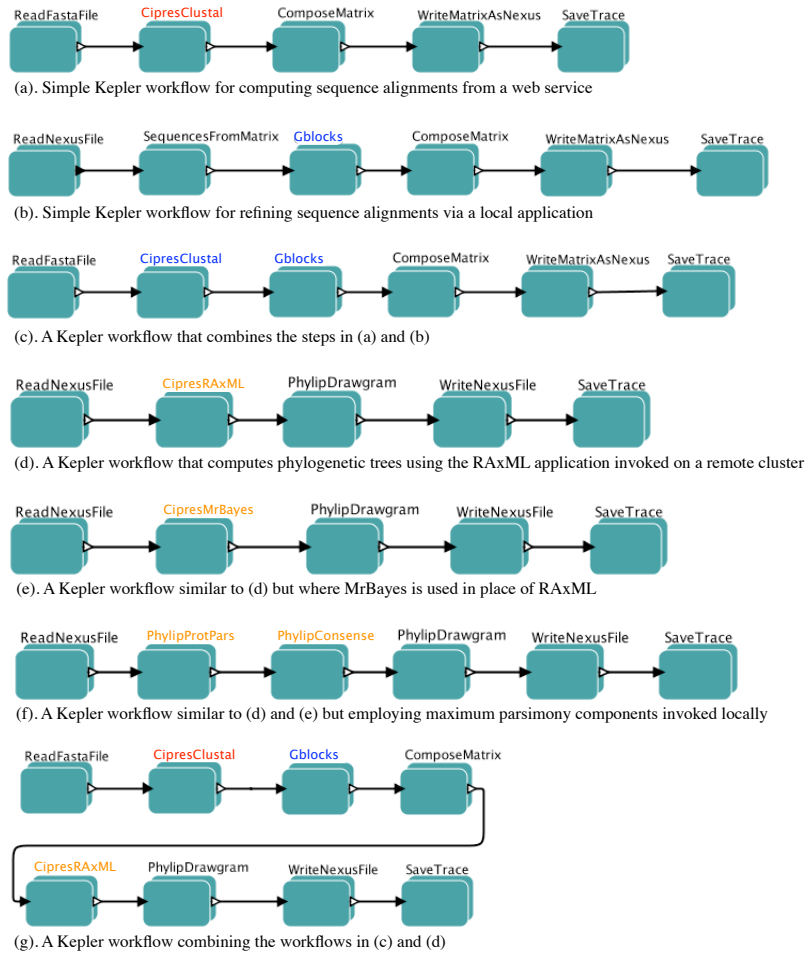 ReadFastaFile CipresClustal ComposeMatrix WriteMatrixAsNexus SaveTrace
(a). Simple Kepler workflow for computing sequence alignments from a web service
ReadNexusFile SequencesFromMatrix Gblocks ComposeMatrix WriteMatrixAsNexus SaveTrace
(b). Simple Kepler workflow for refining sequence alignments via a local application
ReadFastaFile CipresClustal Gblocks ComposeMatrix WriteMatrixAsNexus SaveTrace
(c). A Kepler workflow that combines the steps in (a) and (b)
ReadNexusFile CipresRAxML PhylipDrawgram WriteNexusFile SaveTrace
(d). A Kepler workflow that computes phylogenetic trees using the RAxML application invoked on a remote cluster
ReadNexusFile CipresMrBayes PhylipDrawgram WriteNexusFile SaveTrace
(e). A Kepler workflow similar to (d) but where MrBayes is used in place of RAxML
ReadNexusFile PhylipProtPars PhylipConsense PhylipDrawgram WriteNexusFile SaveTrace
(f). A Kepler workflow similar to (d) and (e) but employing maximum parsimony components invoked locally
ReadFastaFile CipresClustal Gblocks ComposeMatrix
CipresRAxML PhylipDrawgram WriteNexusFile SaveTrace
(g). A Kepler workflow combining the workflows in (c) and (d)